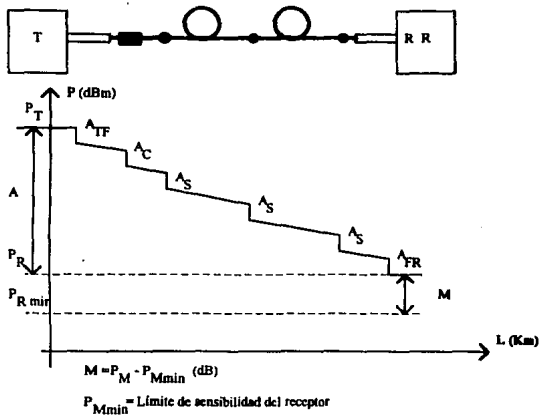 T
R R
P (dBm)
P_T
A_TF
A_C
A_S
A_S
A_S
A
P_R
A_FR
P_R min
M
L (Km)
M = P_M - P_Mmin (dB)
P_Mmin = Límite de sensibilidad del receptor